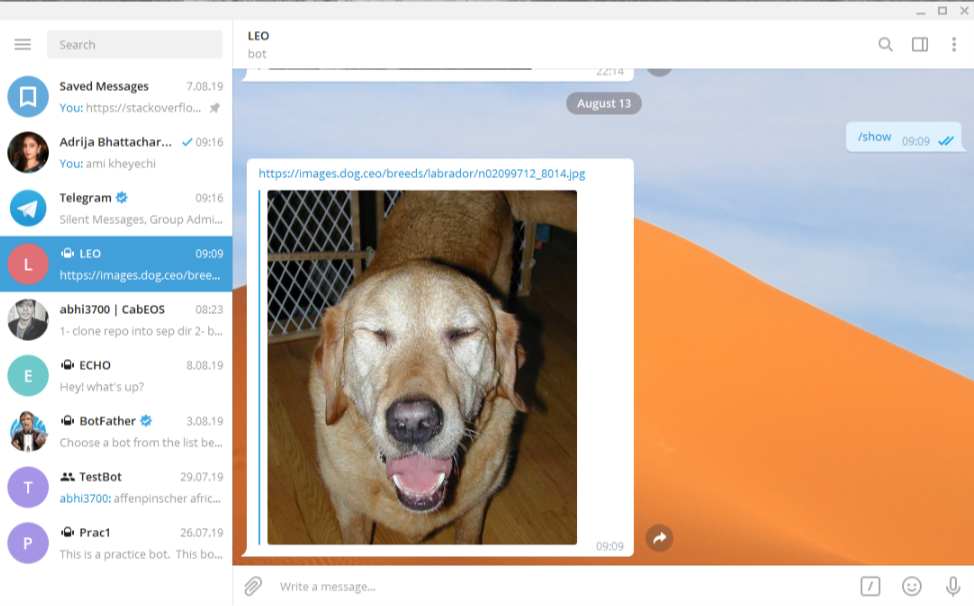 Search
Saved Messages 7.08.19
You: https://stackoverflo...
Adrija Bhattachar... 09:16
You: ami kheyechi
Telegram 09:16
Silent Messages, Group Admi...
L
LEO 09:09
https://images.dog.ceo/bree...
abhi3700 | CabEOS 08:23
1- clone repo into sep dir 2- b...
E
ECHO 8.08.19
Hey! what's up?
BotFather 3.08.19
Choose a bot from the list be...
T
TestBot 29.07.19
abhi3700: affenpinscher afric...
P
Prac1 26.07.19
This is a practice bot. This bo...
LEO
bot
22:14
August 13
/show 09:09
https://images.dog.ceo/breeds/labrador/n02099712_8014.jpg
09:09
Write a message...